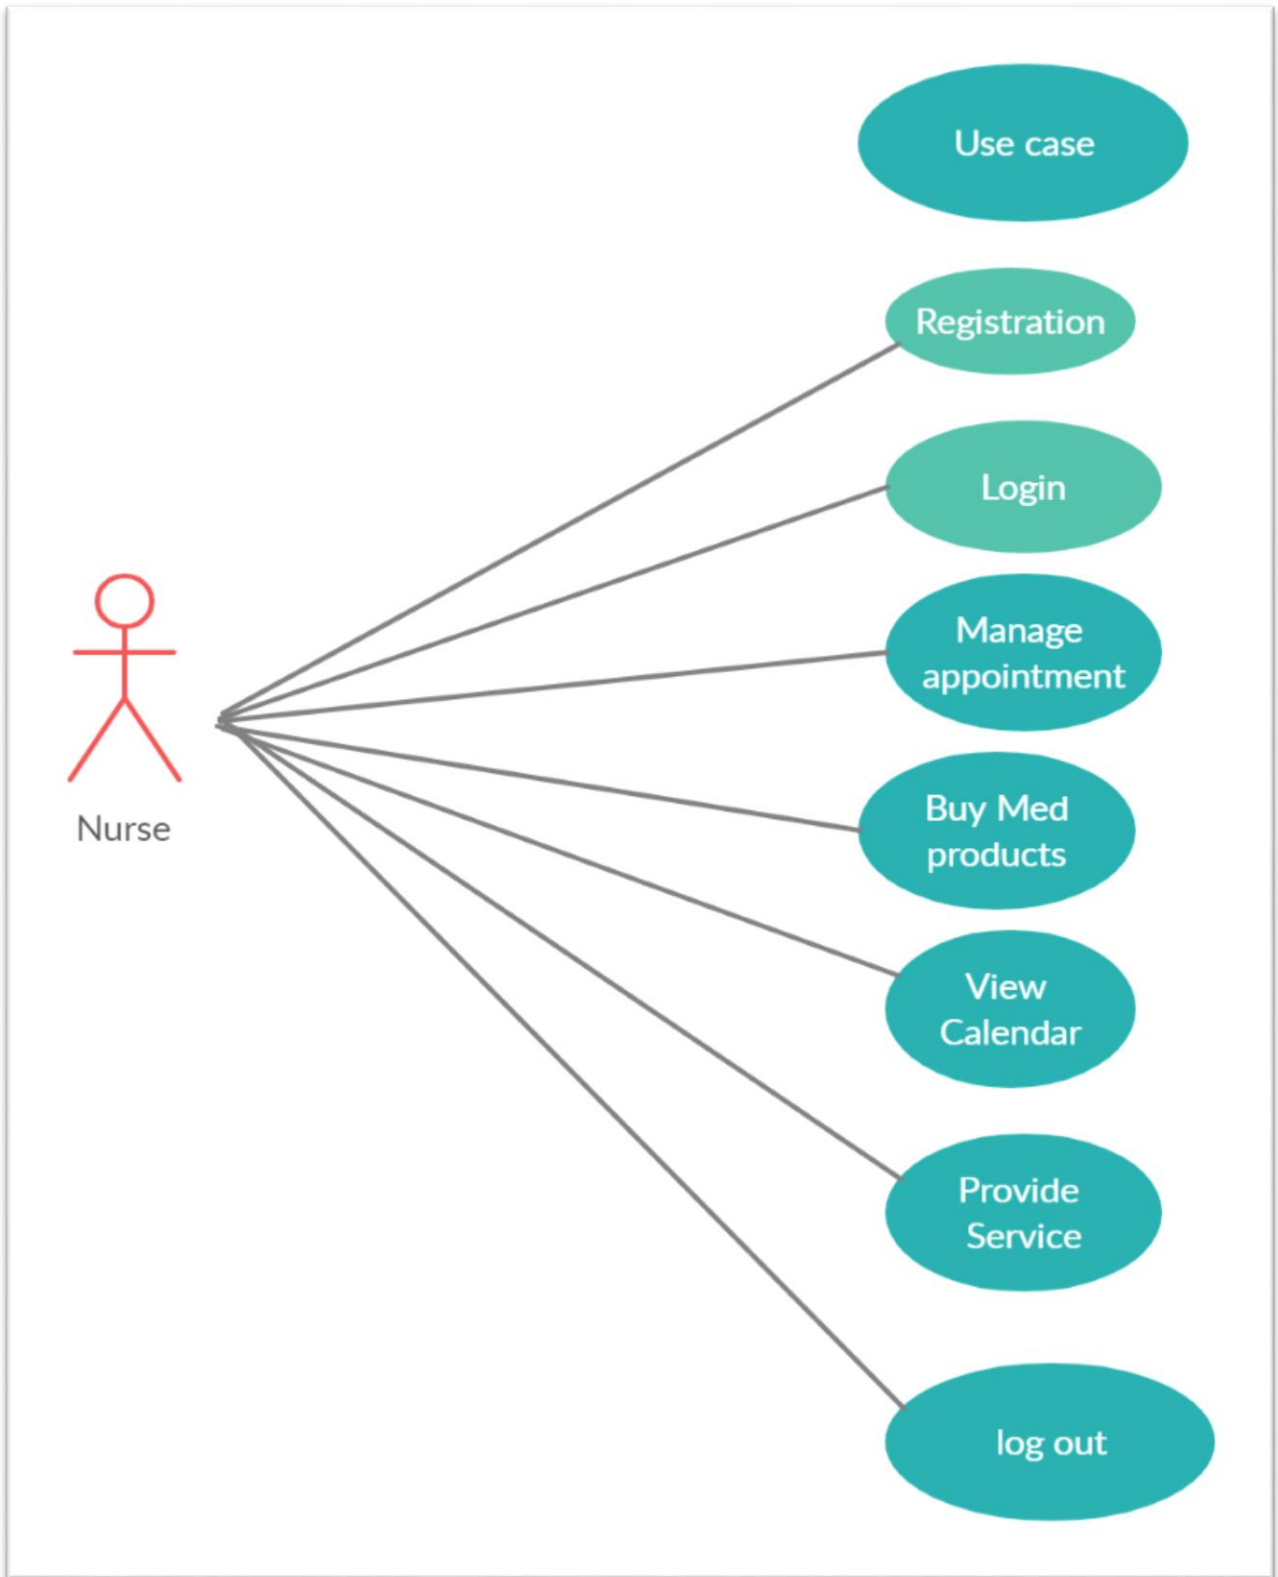 Use case
Registration
Login
Manage
appointment
Nurse
Buy Med
products
View
Calendar
Provide
Service
log out